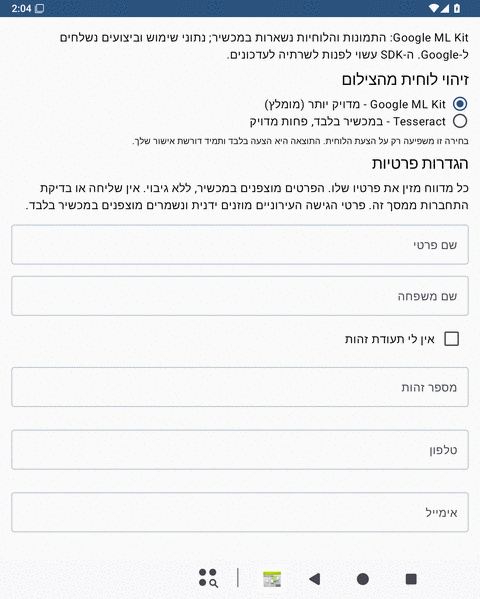 2:04
Google ML Kit: התמונות והלוחיות נשארות במכשיר; נתוני שימוש וביצועים נשלחים
ל-Google. ה-SDK עשוי לפנות לשרתיה לעדכונים.
זיהוי לוחית מהצילום
Google ML Kit - מדויק יותר (מומלץ)
Tesseract - במכשיר בלבד, פחות מדויק
בחירה זו משפיעה רק על הצעת הלוחית. התוצאה היא הצעה בלבד ותמיד דורשת אישור שלך.
הגדרות פרטיות
כל מדווח מזין את פרטיו שלו. הפרטים מוצפנים במכשיר, ללא גיבוי. אין שליחה או בדיקת
התחברות ממסך זה. פרטי הגישה העירוניים מוזנים ידנית ונשמרים מוצפנים במכשיר בלבד.
שם פרטי
שם משפחה
אין לי תעודת זהות
מספר זהות
טלפון
אימייל